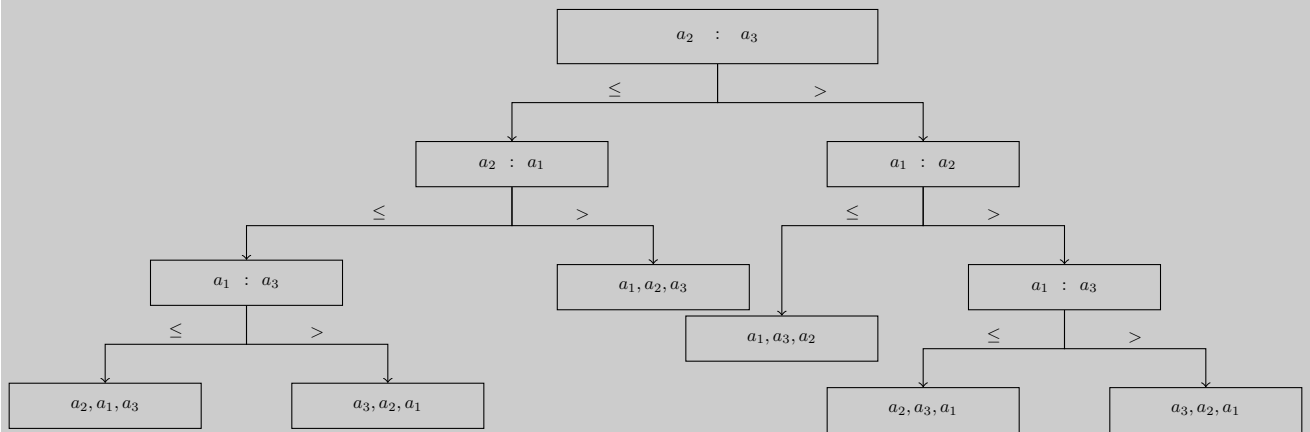 a₂ : a₃
≤ >
a₂ : a₁ a₁ : a₂
≤ > ≤ >
a₁ : a₃ a₁, a₂, a₃ a₁ : a₃
≤ > a₁, a₃, a₂ ≤ >
a₂, a₁, a₃ a₃, a₂, a₁ a₂, a₃, a₁ a₃, a₂, a₁